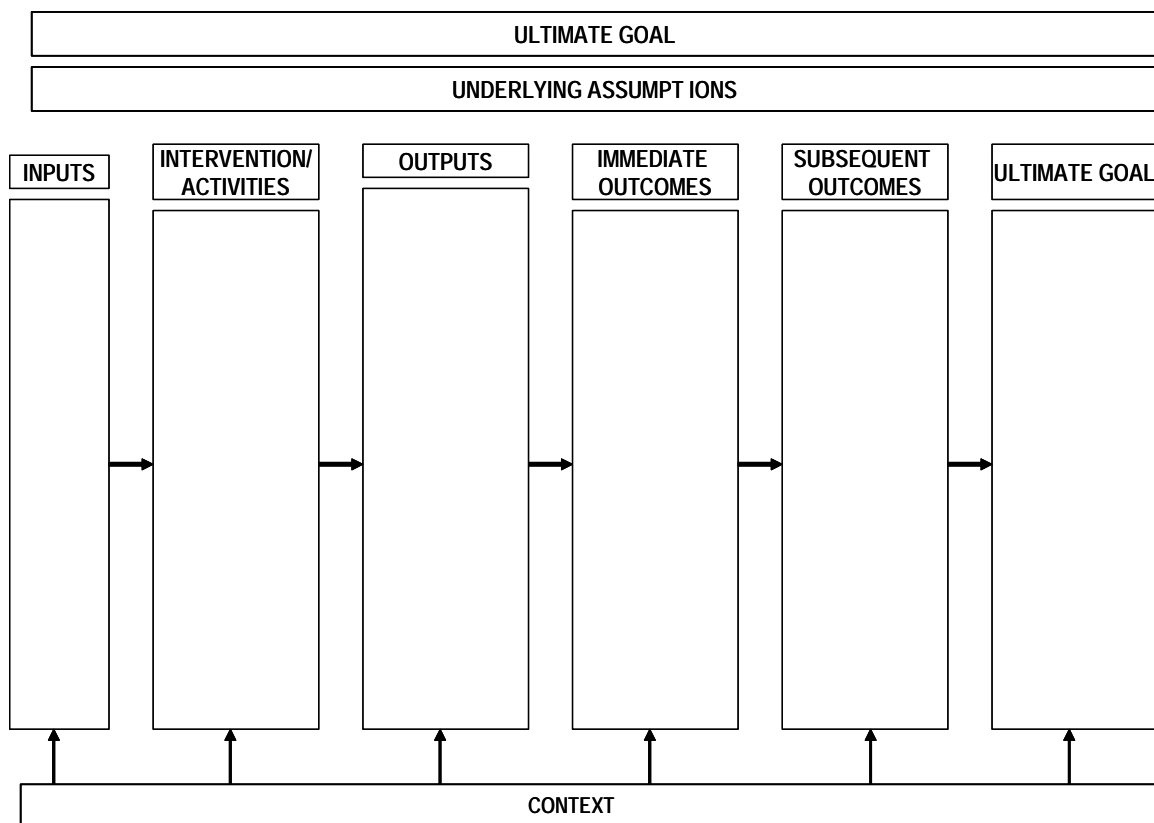 ULTIMATE GOAL
UNDERLYING ASSUMPT IONS
INPUTS
INTERVENTION/
ACTIVITIES
OUTPUTS
IMMEDIATE
OUTCOMES
SUBSEQUENT
OUTCOMES
ULTIMATE GOAL
CONTEXT